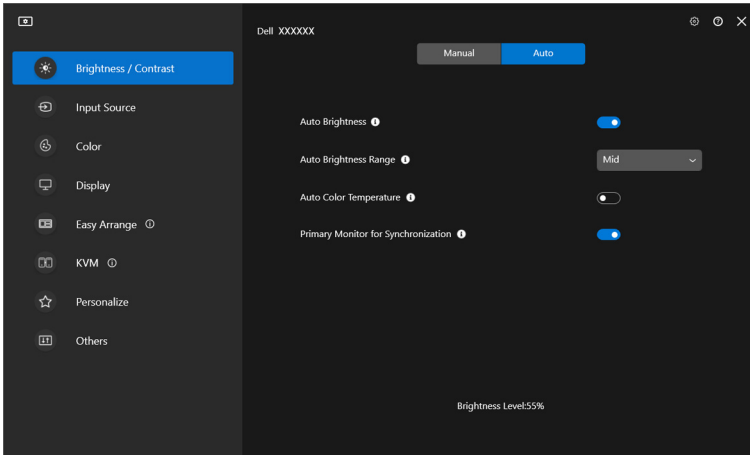 Dell XXXXXX
Manual Auto
Brightness / Contrast
Input Source
Color
Display
Easy Arrange
KVM
Personalize
Others
Auto Brightness
Auto Brightness Range Mid
Auto Color Temperature
Primary Monitor for Synchronization
Brightness Level:55%